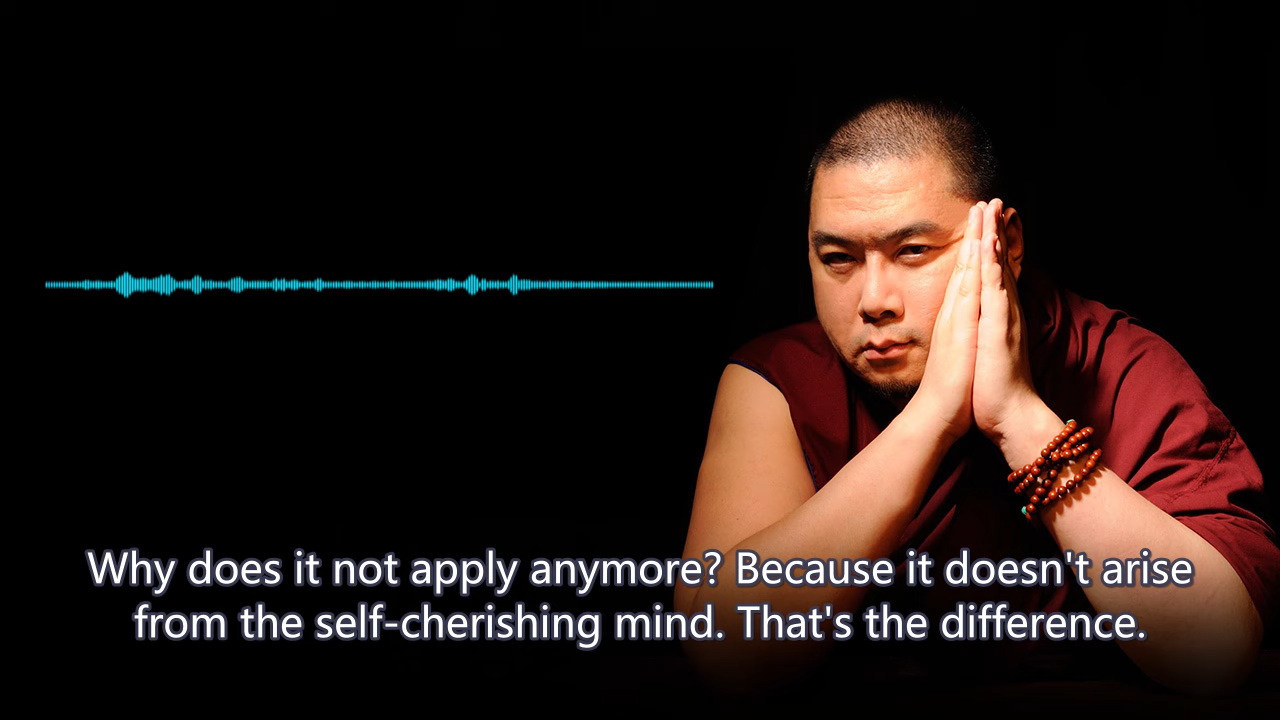 Why does it not apply anymore? Because it doesn't arise
from the self-cherishing mind. That's the difference.